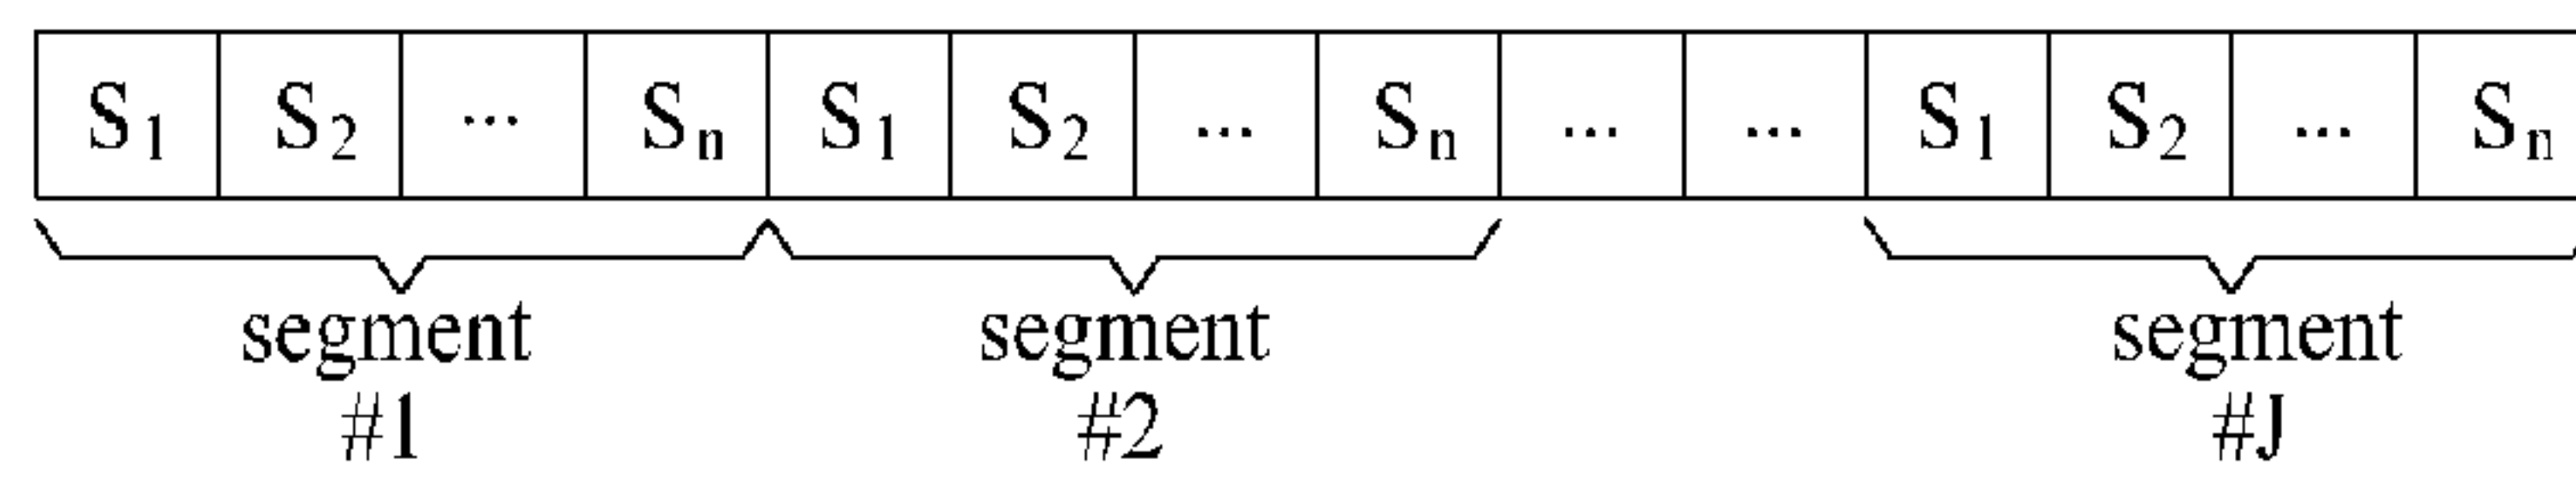 S1 S2 ... Sn S1 S2 ... Sn ... ... S1 S2 ... Sn
segment segment segment
#1 #2 #J